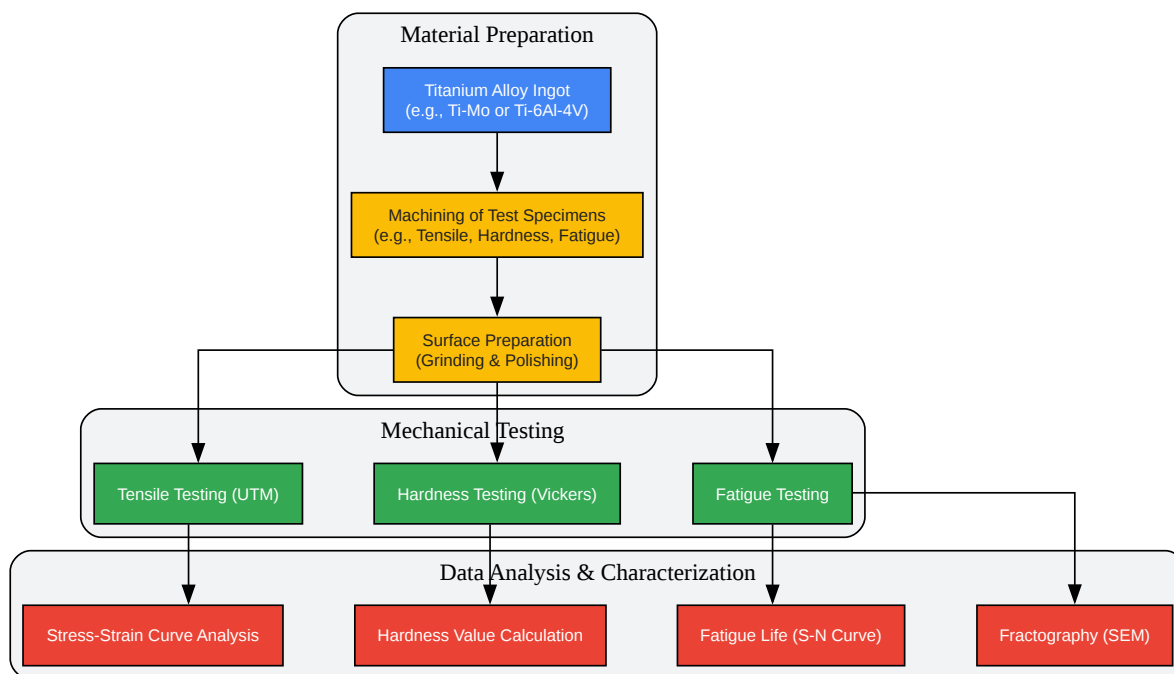 Material Preparation
Titanium Alloy Ingot
(e.g., Ti-Mo or Ti-6Al-4V)
Machining of Test Specimens
(e.g., Tensile, Hardness, Fatigue)
Surface Preparation
(Grinding & Polishing)
Mechanical Testing
Tensile Testing (UTM)
Hardness Testing (Vickers)
Fatigue Testing
Data Analysis & Characterization
Stress-Strain Curve Analysis
Hardness Value Calculation
Fatigue Life (S-N Curve)
Fractography (SEM)